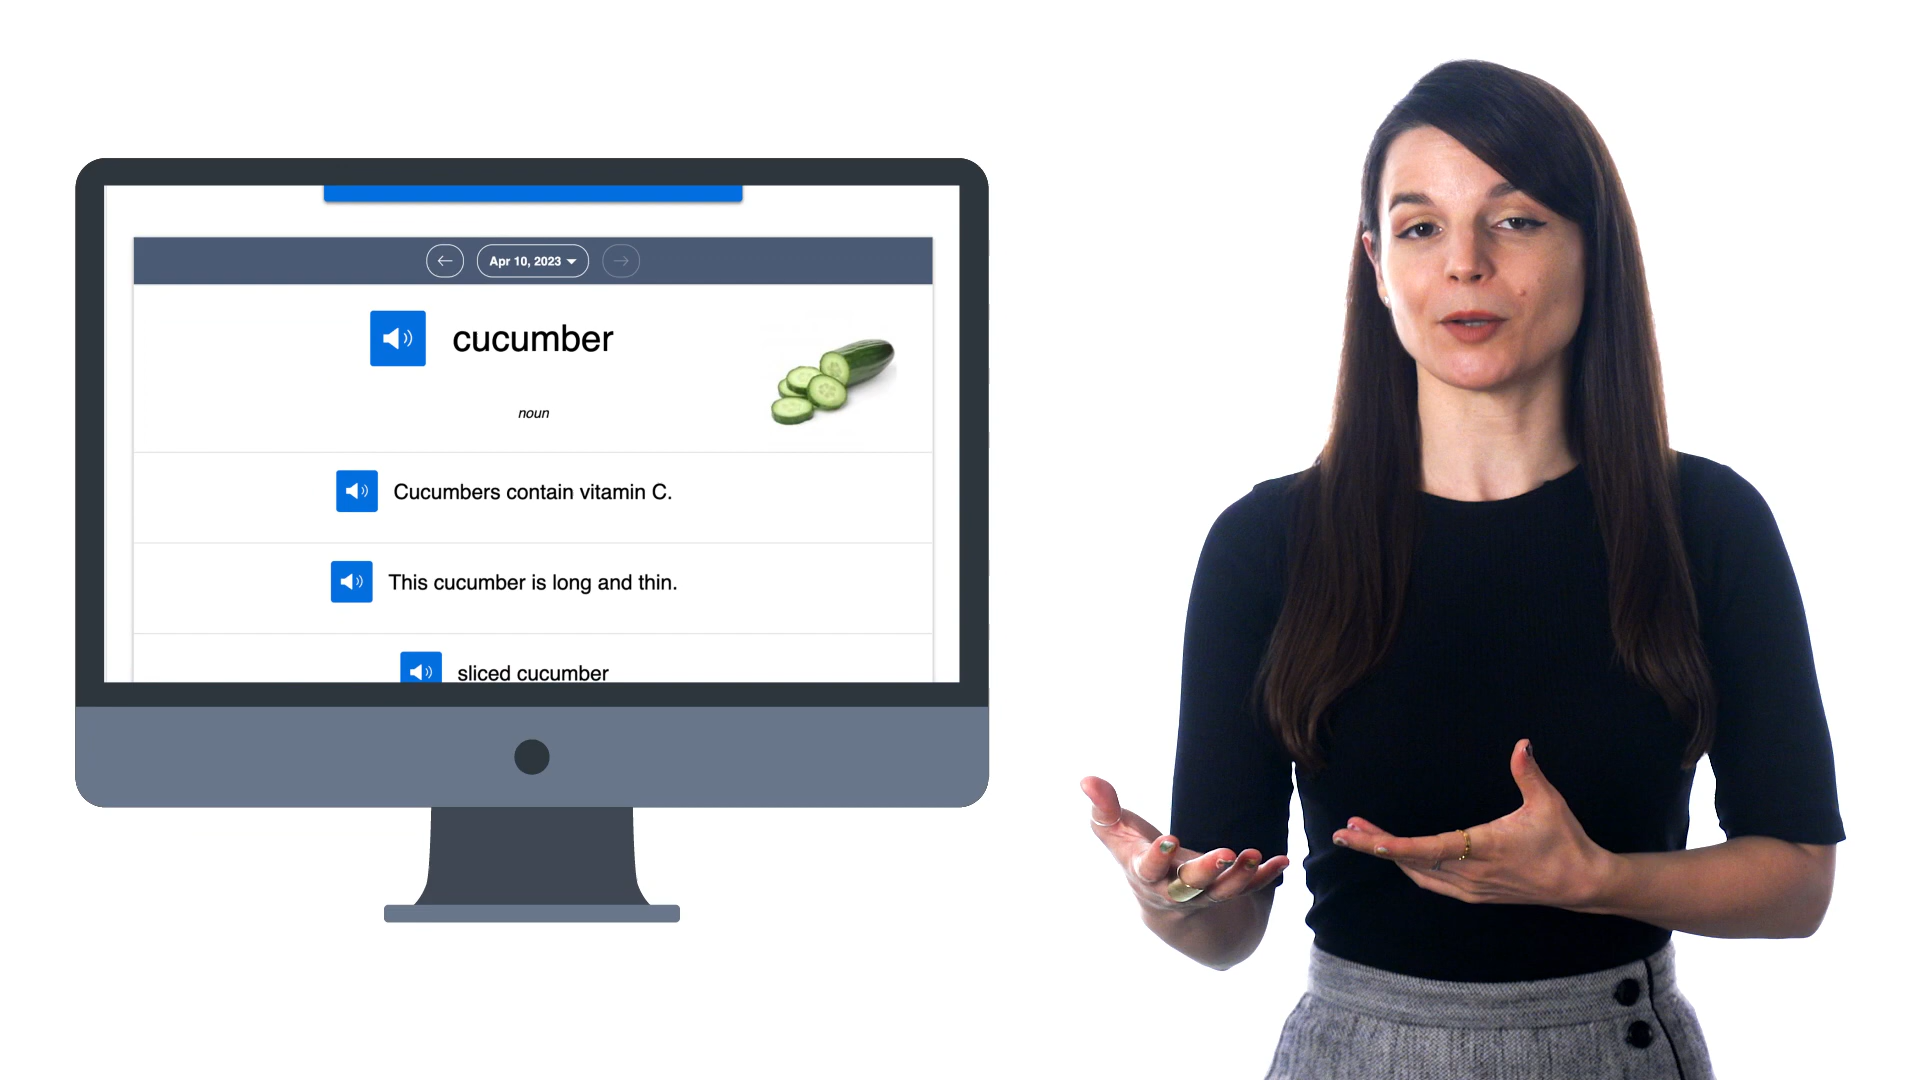 Apr 10, 2023
cucumber
noun
Cucumbers contain vitamin C.
This cucumber is long and thin.
sliced cucumber